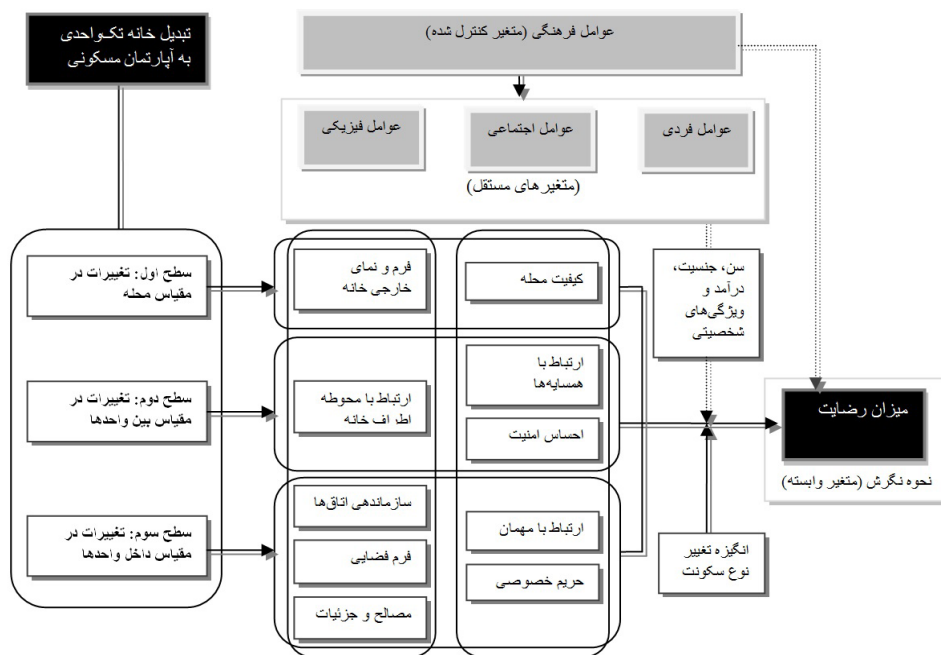 تبدیل خانه تک‌واحدی
به آپارتمان مسکونی
عوامل فرهنگی (متغیر کنترل شده)
عوامل فردی
عوامل اجتماعی
عوامل فیزیکی
(متغیرهای مستقل)
سطح اول: تغییرات در
مقیاس محله
فرم و نمای
خارجی خانه
کیفیت محله
سن، جنسیت،
درآمد و
ویژگی‌های
شخصیتی
سطح دوم: تغییرات در
مقیاس بین واحدها
ارتباط با محوطه
اطراف خانه
ارتباط با
همسایه‌ها
احساس امنیت
میزان رضایت
نحوه نگرش (متغیر وابسته)
سطح سوم: تغییرات در
مقیاس داخل واحدها
سازماندهی اتاق‌ها
فرم فضایی
مصالح و جزئیات
ارتباط با مهمان
حریم خصوصی
انگیزه تغییر
نوع سکونت